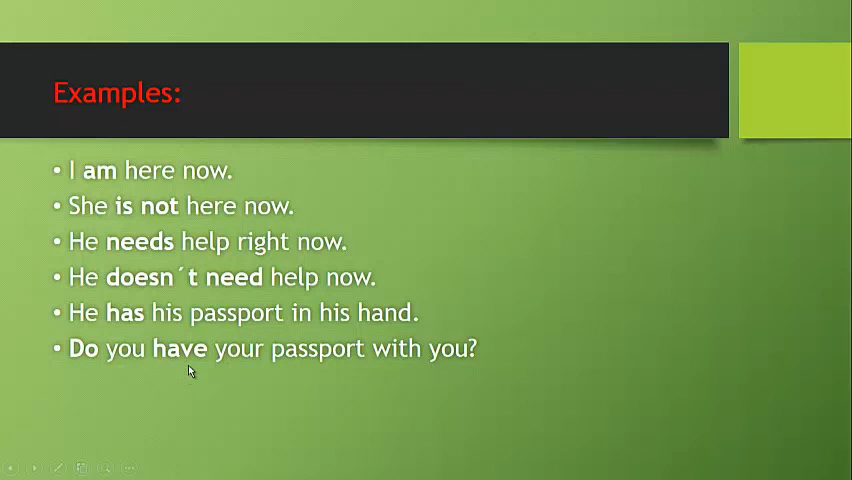 Examples:
• I am here now.
• She is not here now.
• He needs help right now.
• He doesn´t need help now.
• He has his passport in his hand.
• Do you have your passport with you?